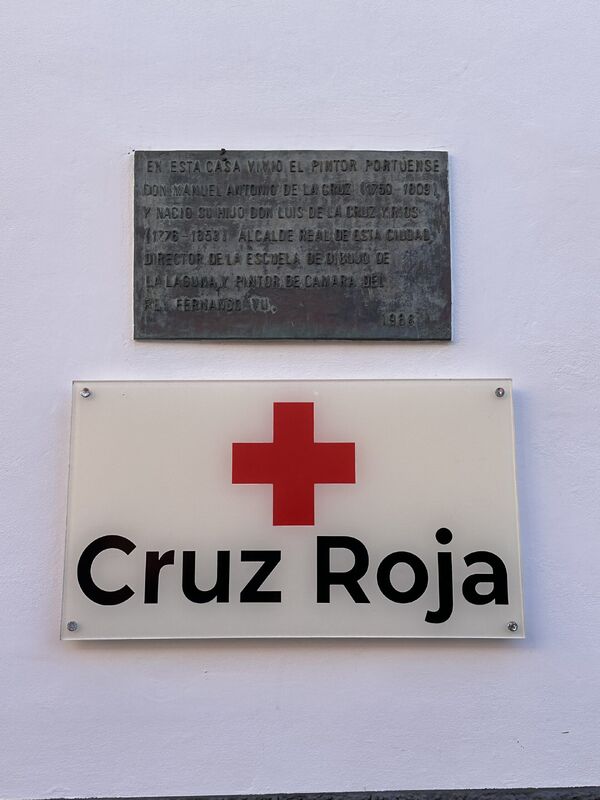 EN ESTA CASA VIVIO EL PINTOR PORTUENSE
DON MANUEL ANTONIO DE LA CRUZ (1750-1809),
Y NACIO SU HIJO DON LUIS DE LA CRUZ Y RIOS
(1776-1853) ALCALDE REAL DE ESTA CIUDAD,
DIRECTOR DE LA ESCUELA DE DIBUJO DE
LA LAGUNA, Y PINTOR DE CAMARA DEL
REY FERNANDO VII.
1986
Cruz Roja